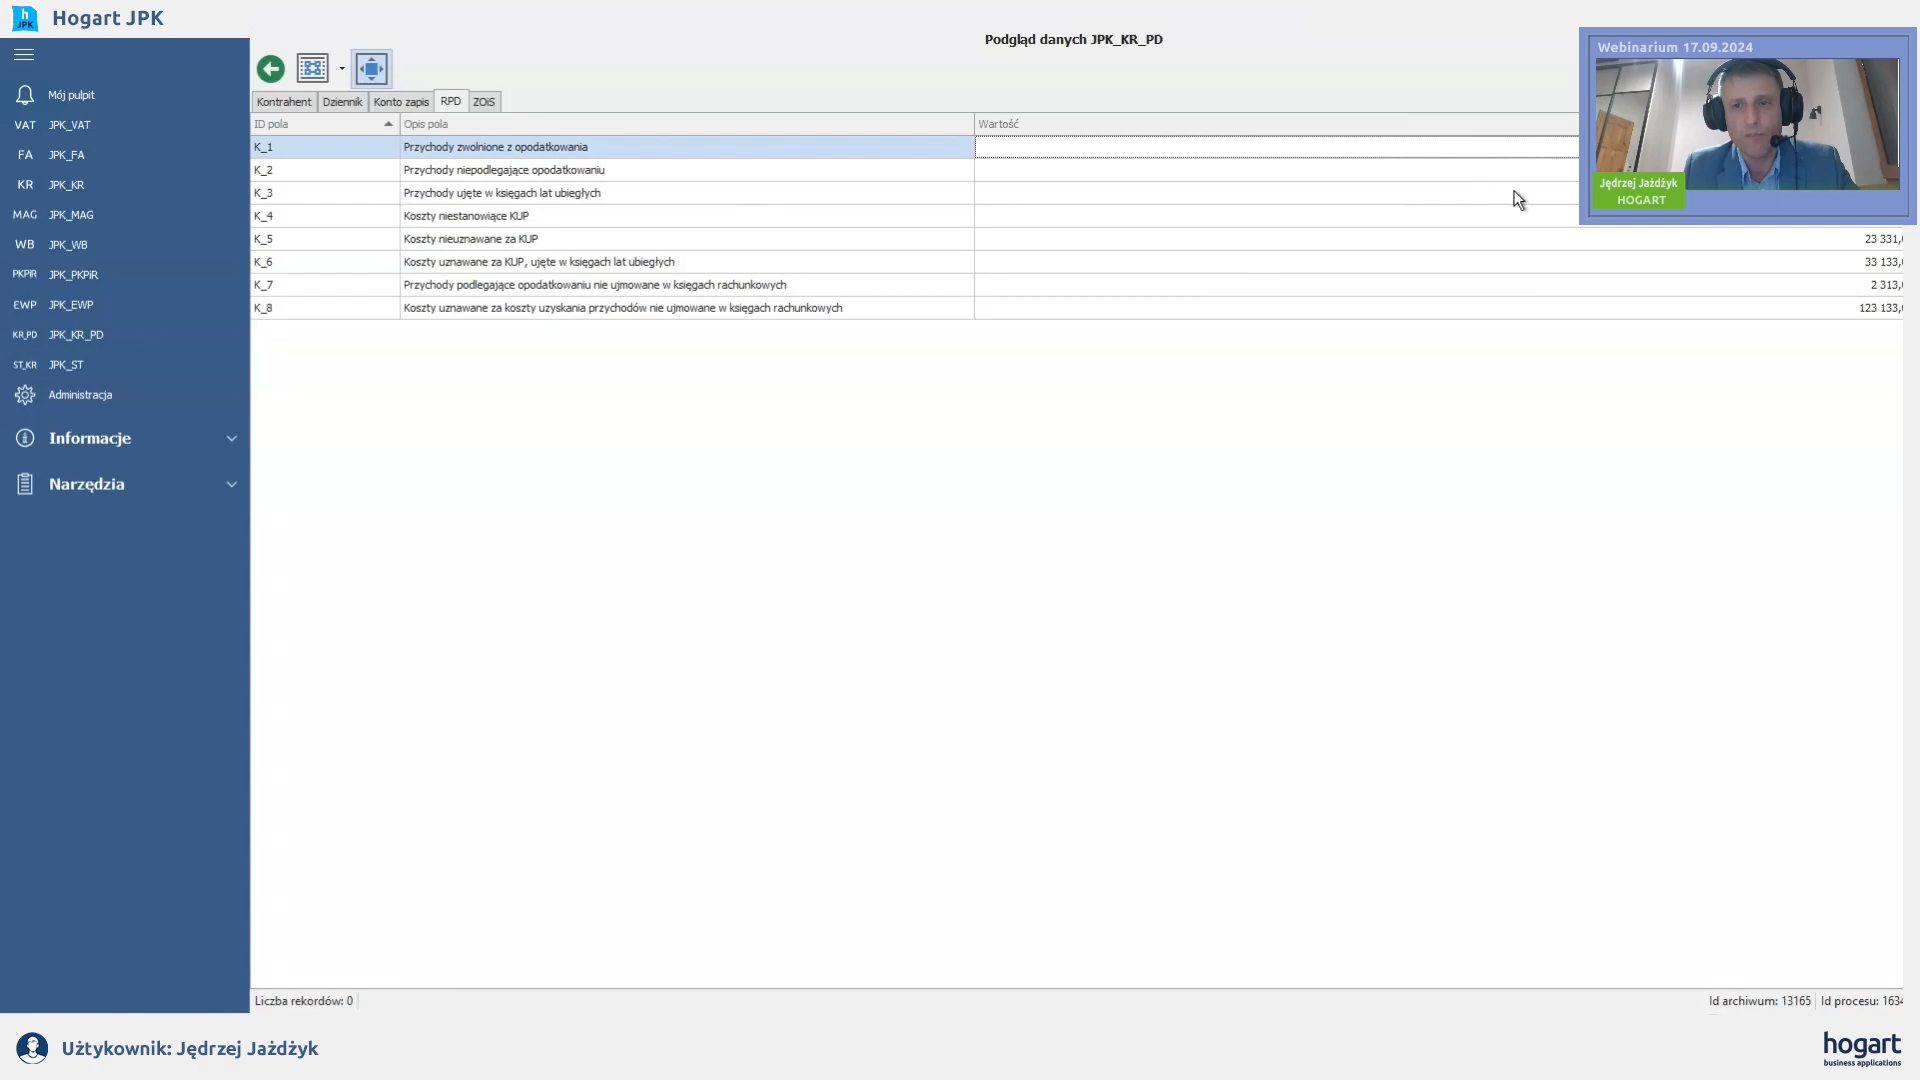 h
JPK
Hogart JPK
Podgląd danych JPK_KR_PD
Webinarium 17.09.2024
Jędrzej Jażdżyk
HOGART
Mój pulpit
VAT JPK_VAT
FA JPK_FA
KR JPK_KR
MAG JPK_MAG
WB JPK_WB
PKPiR JPK_PKPiR
EWP JPK_EWP
KR_PD JPK_KR_PD
ST_KR JPK_ST
Administracja
Informacje
Narzędzia
Kontrahent Dziennik Konto zapis RPD ZOiS
ID pola Opis pola Wartość
K_1 Przychody zwolnione z opodatkowania
K_2 Przychody niepodlegające opodatkowaniu
K_3 Przychody ujęte w księgach lat ubiegłych
K_4 Koszty niestanowiące KUP
K_5 Koszty nieuznawane za KUP 23 331,
K_6 Koszty uznawane za KUP, ujęte w księgach lat ubiegłych 33 133,
K_7 Przychody podlegające opodatkowaniu nie ujmowane w księgach rachunkowych 2 313,
K_8 Koszty uznawane za koszty uzyskania przychodów nie ujmowane w księgach rachunkowych 123 133,
Liczba rekordów: 0 Id archiwum: 13165 Id procesu: 1634
Użtykownik: Jędrzej Jażdżyk
hogart
business applications